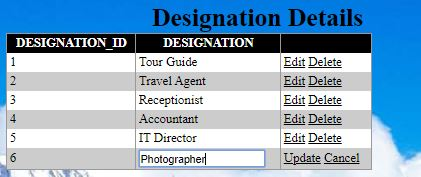 Designation Details
DESIGNATION_ID DESIGNATION
1 Tour Guide Edit Delete
2 Travel Agent Edit Delete
3 Receptionist Edit Delete
4 Accountant Edit Delete
5 IT Director Edit Delete
6 Photographer Update Cancel